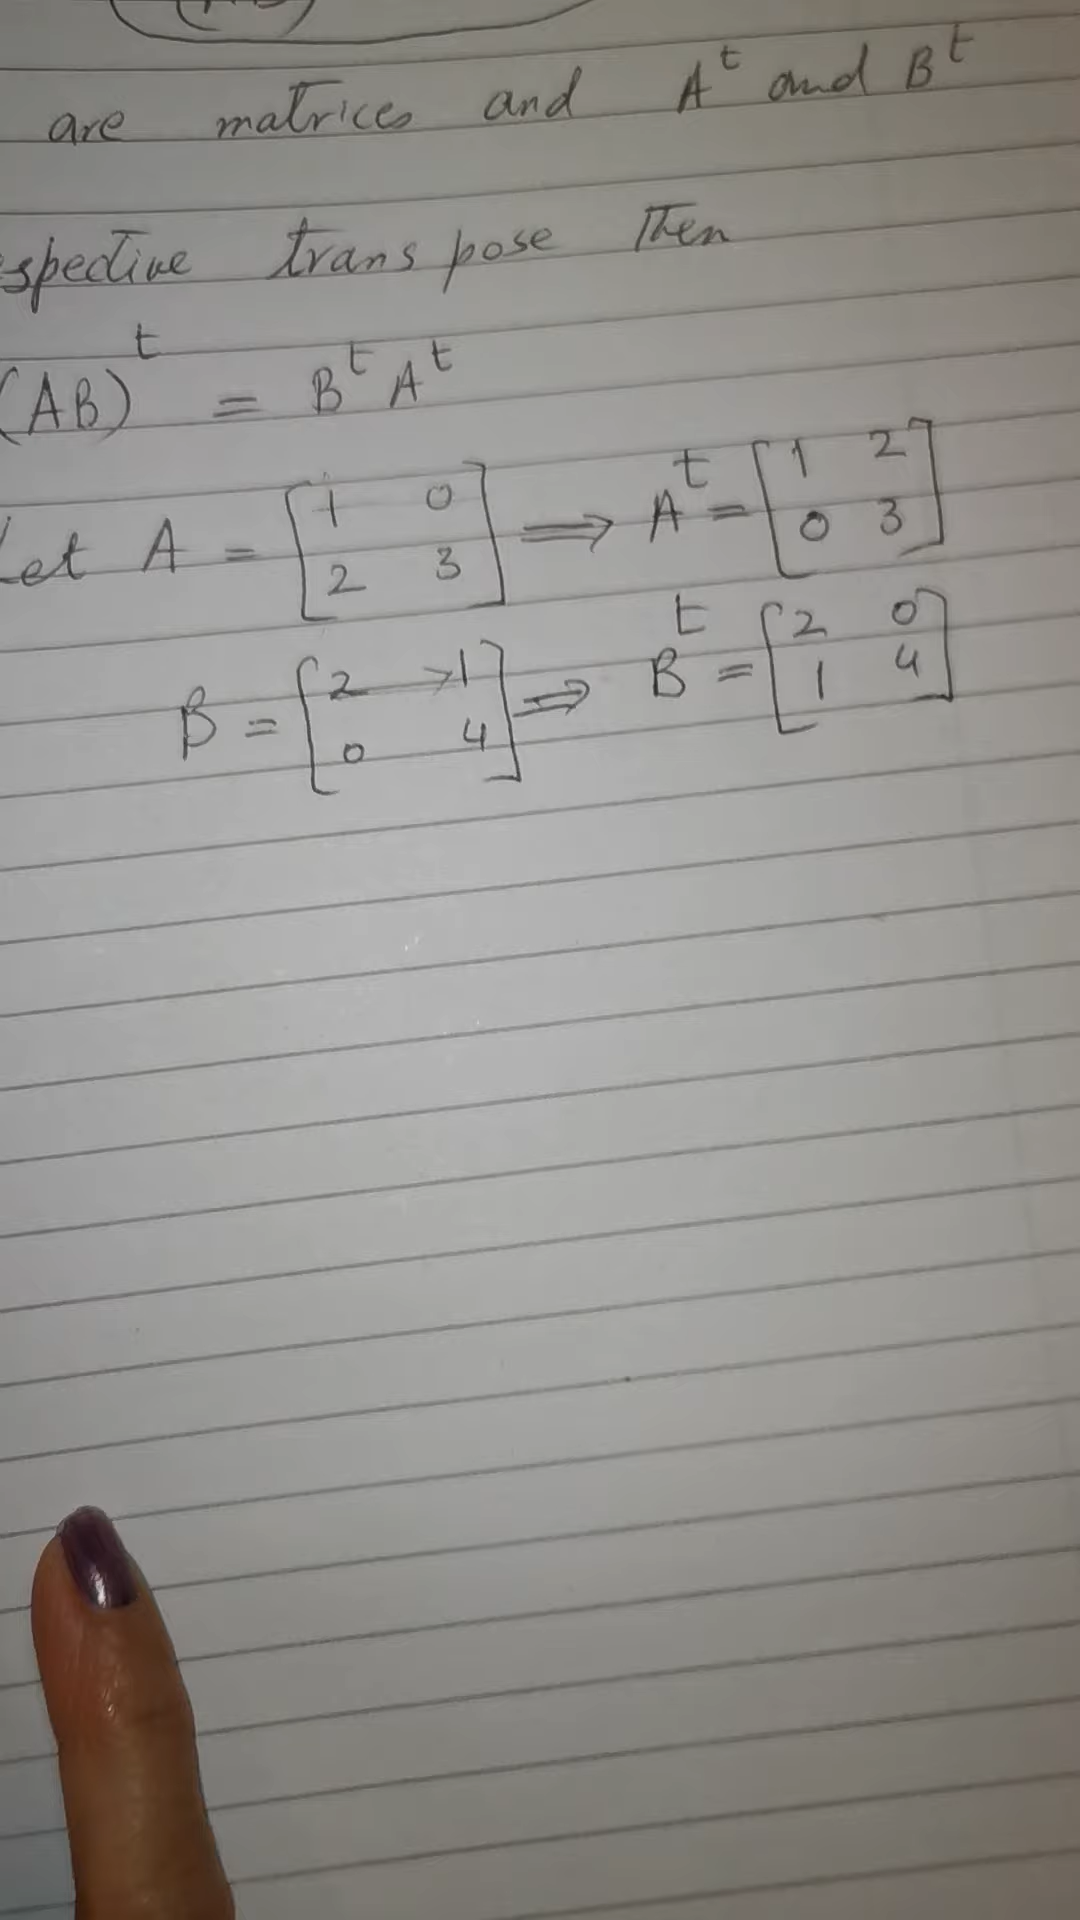 are matrices and A^t and B^t
spective transpose Then
(AB)^t = B^t A^t
Let A = [1 0; 2 3] ⟹ A^t = [1 2; 0 3]
B = [2 >1; 0 4] ⟹ B^t = [2 0; 1 4]